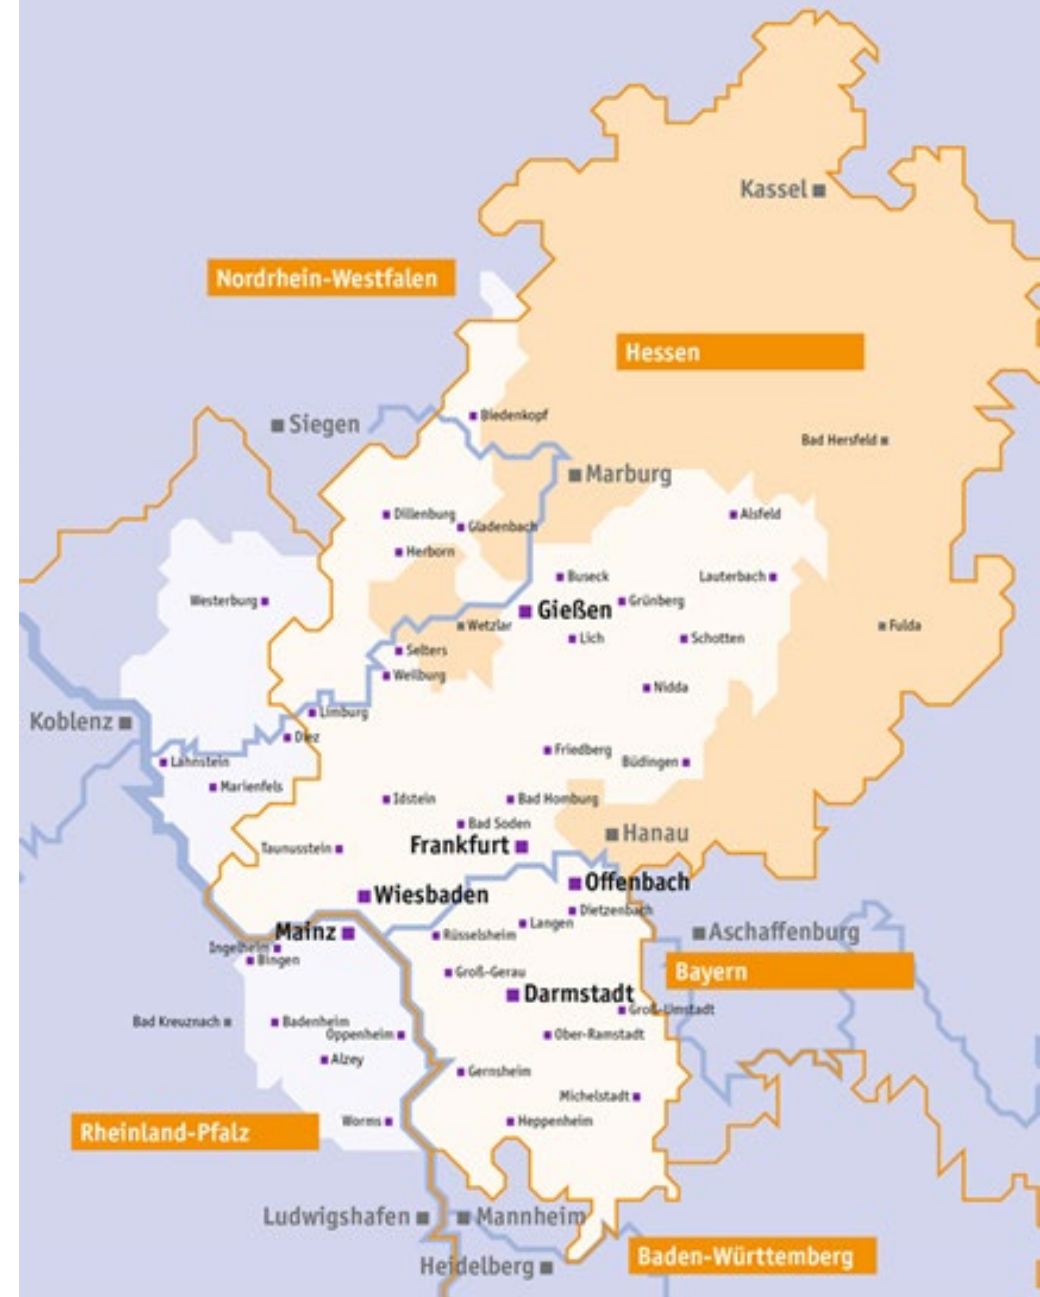 Kassel
Nordrhein-Westfalen
Hessen
Biedenkopf
Siegen
Bad Hersfeld
Marburg
Dillenburg
Alsfeld
Gladenbach
Herborn
Buseck
Lauterbach
Westerburg
Gießen
Grünberg
Wetzlar
Fulda
Lich
Schotten
Selters
Weilburg
Nidda
Limburg
Koblenz
Diez
Friedberg
Lahnstein
Büdingen
Marienfels
Idstein
Bad Homburg
Bad Soden
Hanau
Frankfurt
Taunusstein
Offenbach
Wiesbaden
Dietzenbach
Langen
Mainz
Rüsselsheim
Aschaffenburg
Ingelheim
Bingen
Groß-Gerau
Bayern
Darmstadt
Groß-Umstadt
Bad Kreuznach
Badenheim
Oppenheim
Ober-Ramstadt
Alzey
Gernsheim
Michelstadt
Worms
Heppenheim
Rheinland-Pfalz
Ludwigshafen
Mannheim
Baden-Württemberg
Heidelberg